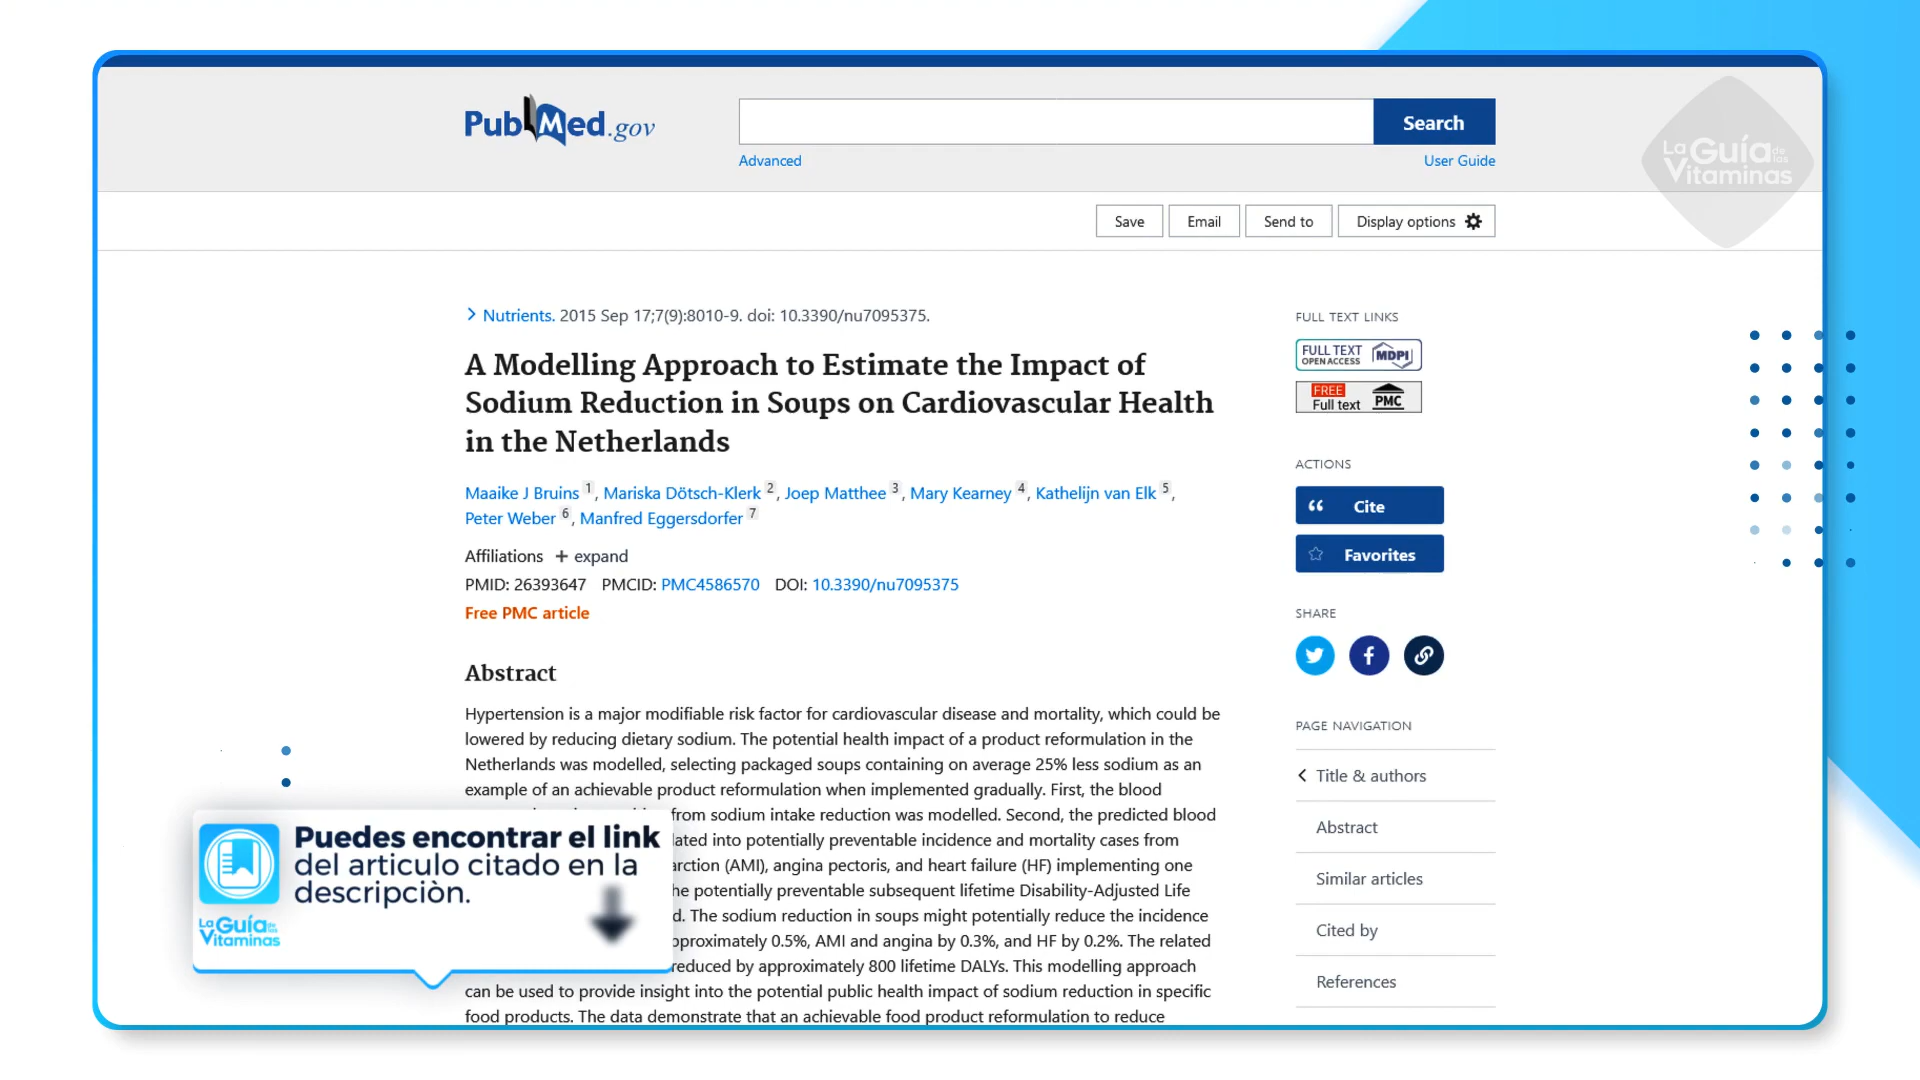 PubMed.gov
Search
Advanced
User Guide
La Guía de las Vitaminas
Save
Email
Send to
Display options
Nutrients. 2015 Sep 17;7(9):8010-9. doi: 10.3390/nu7095375.
A Modelling Approach to Estimate the Impact of
Sodium Reduction in Soups on Cardiovascular Health
in the Netherlands
Maaike J Bruins 1, Mariska Dötsch-Klerk 2, Joep Matthee 3, Mary Kearney 4, Kathelijn van Elk 5,
Peter Weber 6, Manfred Eggersdorfer 7
Affiliations + expand
PMID: 26393647 PMCID: PMC4586570 DOI: 10.3390/nu7095375
Free PMC article
Abstract
Hypertension is a major modifiable risk factor for cardiovascular disease and mortality, which could be
lowered by reducing dietary sodium. The potential health impact of a product reformulation in the
Netherlands was modelled, selecting packaged soups containing on average 25% less sodium as an
example of an achievable product reformulation when implemented gradually. First, the blood
from sodium intake reduction was modelled. Second, the predicted blood
into potentially preventable incidence and mortality cases from
(AMI), angina pectoris, and heart failure (HF) implementing one
potentially preventable subsequent lifetime Disability-Adjusted Life
The sodium reduction in soups might potentially reduce the incidence
0.5%, AMI and angina by 0.3%, and HF by 0.2%. The related
reduced by approximately 800 lifetime DALYs. This modelling approach
can be used to provide insight into the potential public health impact of sodium reduction in specific
food products. The data demonstrate that an achievable food product reformulation to reduce
Puedes encontrar el link
del articulo citado en la
descripciòn.
La Guía de las Vitaminas
FULL TEXT LINKS
FULL TEXT
OPEN ACCESS MDPI
FREE
Full text PMC
ACTIONS
Cite
Favorites
SHARE
PAGE NAVIGATION
Title & authors
Abstract
Similar articles
Cited by
References